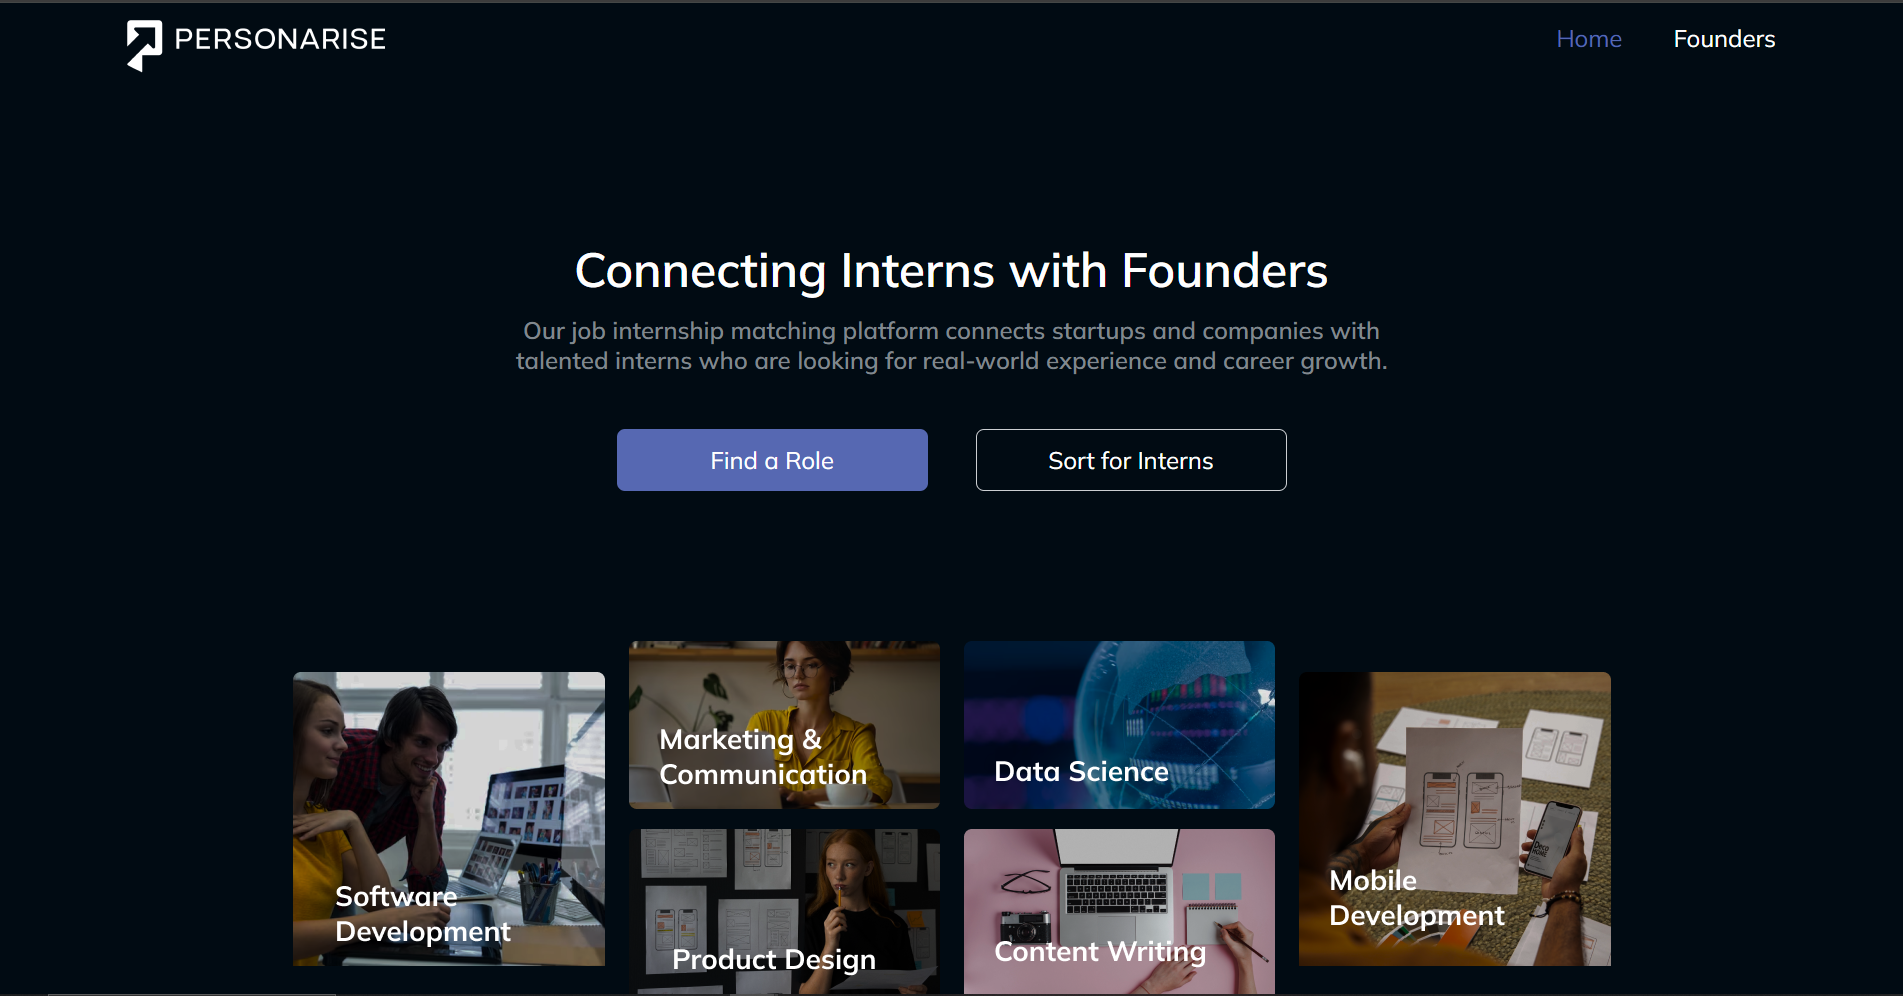 PERSONARISE
Home
Founders
Connecting Interns with Founders
Our job internship matching platform connects startups and companies with
talented interns who are looking for real-world experience and career growth.
Find a Role
Sort for Interns
Marketing &
Communication
Data Science
Software
Development
Mobile
Development
Product Design
Content Writing